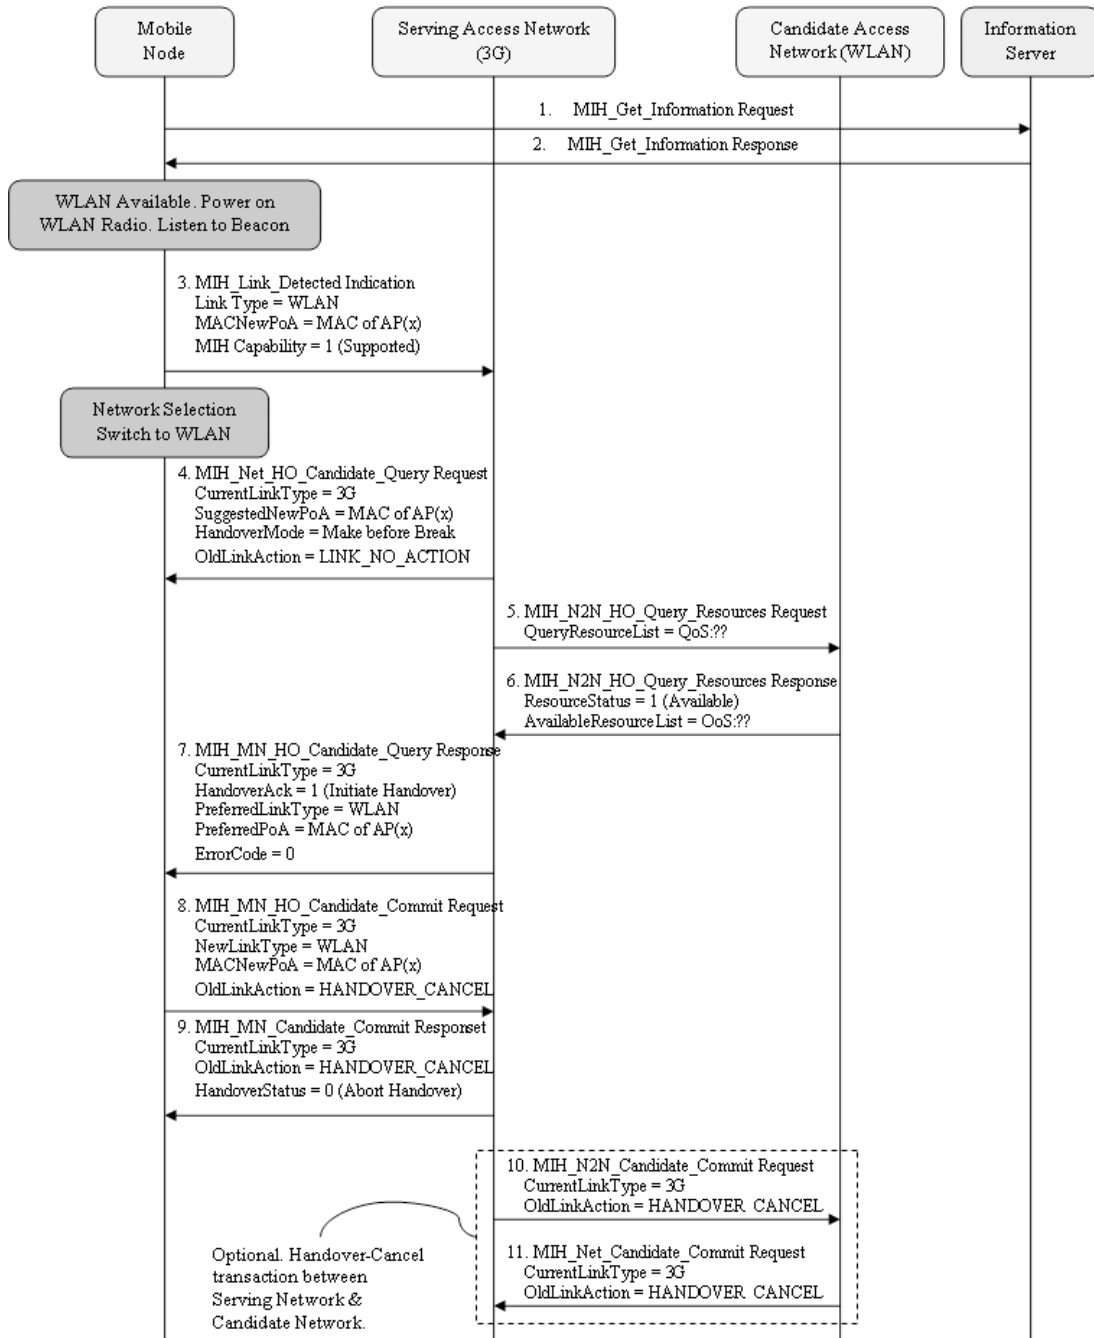 Mobile
Node
Serving Access Network
(3G)
Candidate Access
Network (WLAN)
Information
Server
1. MIH_Get_Information Request
2. MIH_Get_Information Response
WLAN Available. Power on
WLAN Radio. Listen to Beacon
3. MIH_Link_Detected Indication
Link Type = WLAN
MACNewPoA = MAC of AP(x)
MIH Capability = 1 (Supported)
Network Selection
Switch to WLAN
4. MIH_Net_HO_Candidate_Query Request
CurrentLinkType = 3G
SuggestedNewPoA = MAC of AP(x)
HandoverMode = Make before Break
OldLinkAction = LINK_NO_ACTION
5. MIH_N2N_HO_Query_Resources Request
QueryResourceList = QoS:??
6. MIH_N2N_HO_Query_Resources Response
ResourceStatus = 1 (Available)
AvailableResourceList = QoS:??
7. MIH_MN_HO_Candidate_Query Response
CurrentLinkType = 3G
HandoverAck = 1 (Initiate Handover)
PreferredLinkType = WLAN
PreferredPoA = MAC of AP(x)
ErrorCode = 0
8. MIH_MN_HO_Candidate_Commit Request
CurrentLinkType = 3G
NewLinkType = WLAN
MACNewPoA = MAC of AP(x)
OldLinkAction = HANDOVER_CANCEL
9. MIH_MN_Candidate_Commit Responset
CurrentLinkType = 3G
OldLinkAction = HANDOVER_CANCEL
HandoverStatus = 0 (Abort Handover)
10. MIH_N2N_Candidate_Commit Request
CurrentLinkType = 3G
OldLinkAction = HANDOVER_CANCEL
11. MIH_Net_Candidate_Commit Request
CurrentLinkType = 3G
OldLinkAction = HANDOVER_CANCEL
Optional. Handover-Cancel
transaction between
Serving Network &
Candidate Network.